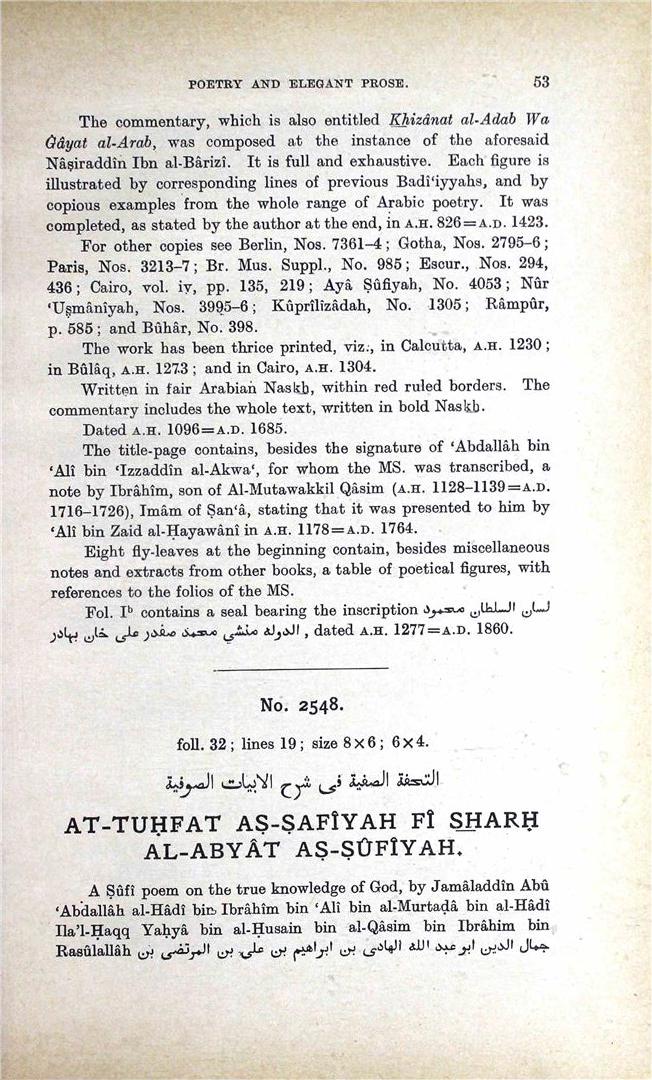 POETRY AND ELEGANT PROSE. 53
The commentary, which is also entitled Khizânat al-Adab Wa
Ġâyat al-Arab, was composed at the instance of the aforesaid
Nâṣiraddîn Ibn al-Bârizî. It is full and exhaustive. Each figure is
illustrated by corresponding lines of previous Badî‘iyyahs, and by
copious examples from the whole range of Arabic poetry. It was
completed, as stated by the author at the end, in A.H. 826=A.D. 1423.
For other copies see Berlin, Nos. 7361-4; Gotha, Nos. 2795-6;
Paris, Nos. 3213-7; Br. Mus. Suppl., No. 985; Escur., Nos. 294,
436; Cairo, vol. iv, pp. 135, 219; Ayâ Ṣûfiyah, No. 4053; Nûr
‘Uṣmânîyah, Nos. 3995-6; Kûprîlîzâdah, No. 1305; Râmpûr,
p. 585; and Bûhâr, No. 398.
The work has been thrice printed, viz., in Calcutta, A.H. 1230;
in Bûlâq, A.H. 1273; and in Cairo, A.H. 1304.
Written in fair Arabian Naskh, within red ruled borders. The
commentary includes the whole text, written in bold Naskh.
Dated A.H. 1096=A.D. 1685.
The title-page contains, besides the signature of ‘Abdallâh bin
‘Alî bin ‘Izzaddîn al-Akwa‘, for whom the MS. was transcribed, a
note by Ibrâhîm, son of Al-Mutawakkil Qâsim (A.H. 1128-1139=A.D.
1716-1726), Imâm of Ṣan‘â, stating that it was presented to him by
‘Alî bin Zaid al-Ḥayawânî in A.H. 1178=A.D. 1764.
Eight fly-leaves at the beginning contain, besides miscellaneous
notes and extracts from other books, a table of poetical figures, with
references to the folios of the MS.
Fol. Iᵇ contains a seal bearing the inscription لسان السلطان محمود
الدوله منشي محمد صفدر على خان بهادر, dated A.H. 1277=A.D. 1860.
No. 2548.
foll. 32; lines 19; size 8×6; 6×4.
التحفة الصفية فى شرح الابيات الصوفية
AT-TUḤFAT AṢ-ṢAFÎYAH FÎ SHARḤ
AL-ABYÂT AṢ-ṢÛFÎYAH.
A Ṣûfî poem on the true knowledge of God, by Jamâladdîn Abû
‘Abdallâh al-Hâdî bin Ibrâhîm bin ‘Alî bin al-Murtaḍâ bin al-Hâdî
Ila’l-Ḥaqq Yaḥyâ bin al-Ḥusain bin al-Qâsim bin Ibrâhim bin
Rasûlallâh جمال الدين ابو عبد الله الهادى بن ابراهيم بن على بن المرتضى بن